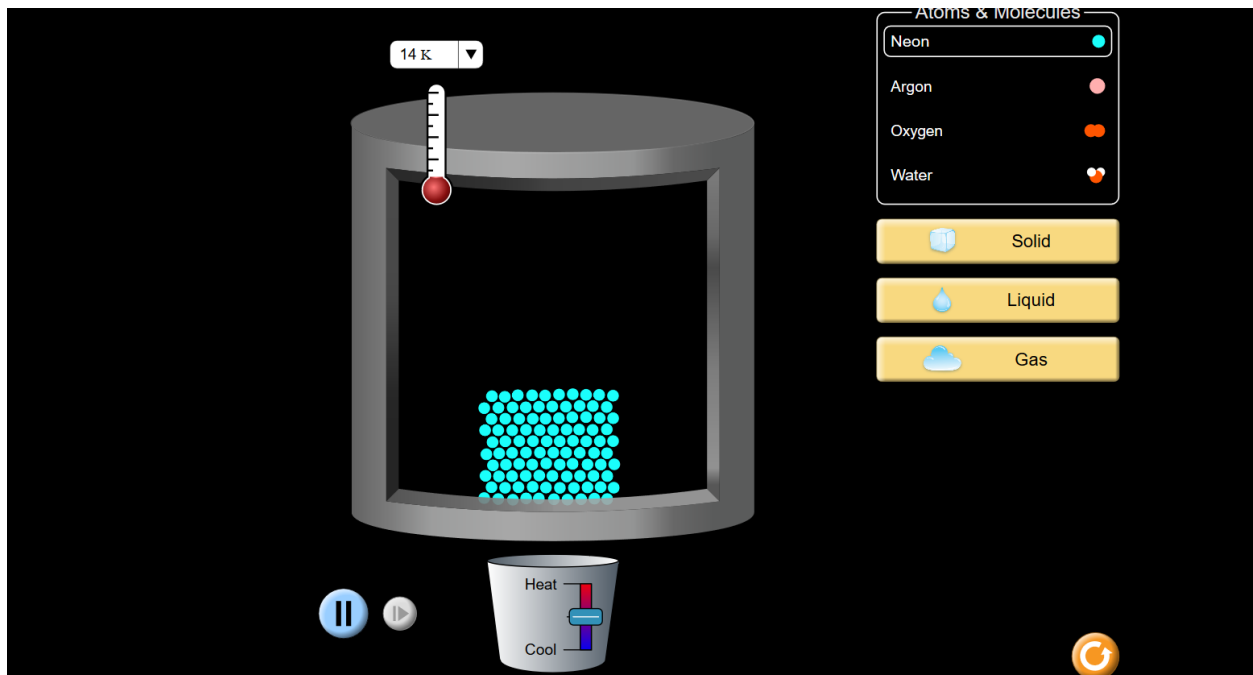 Atoms & Molecules
14 K
Neon
Argon
Oxygen
Water
Solid
Liquid
Gas
Heat
Cool